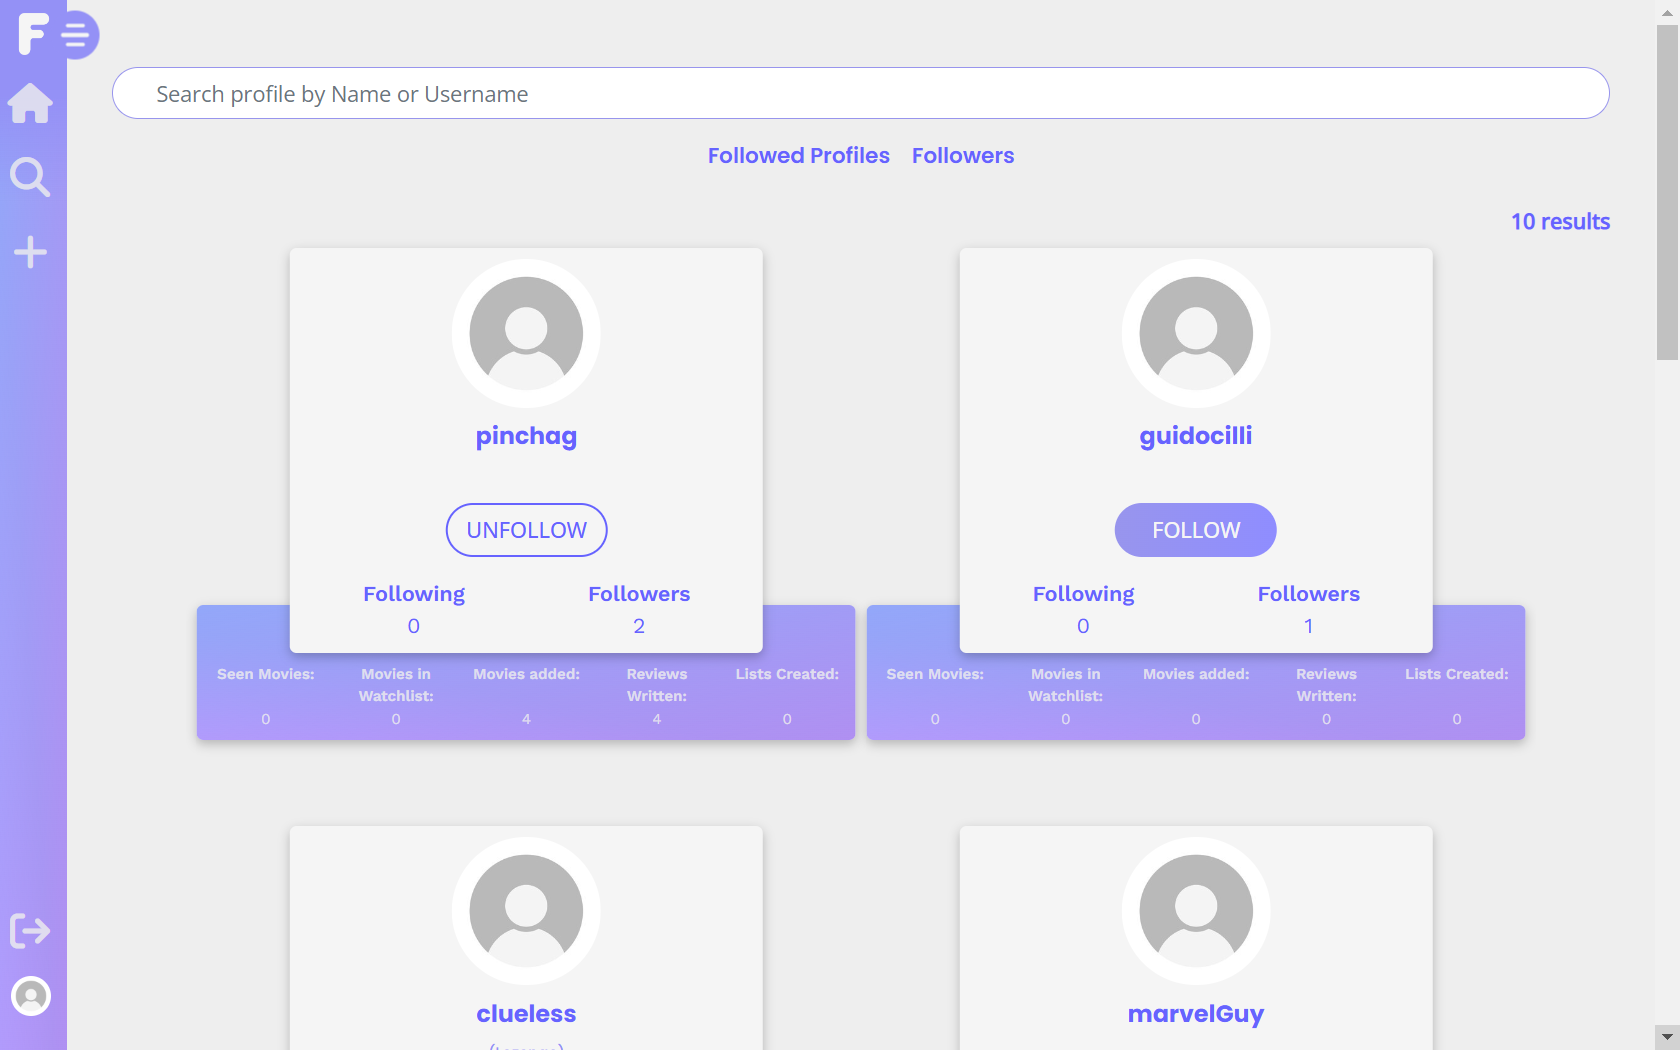 F
Search profile by Name or Username
Followed Profiles Followers
10 results
pinchag
UNFOLLOW
Following Followers
0 2
Seen Movies: Movies in Watchlist: Movies added: Reviews Written: Lists Created:
0 0 4 4 0
guidocilli
FOLLOW
Following Followers
0 1
Seen Movies: Movies in Watchlist: Movies added: Reviews Written: Lists Created:
0 0 0 0 0
clueless
marvelGuy